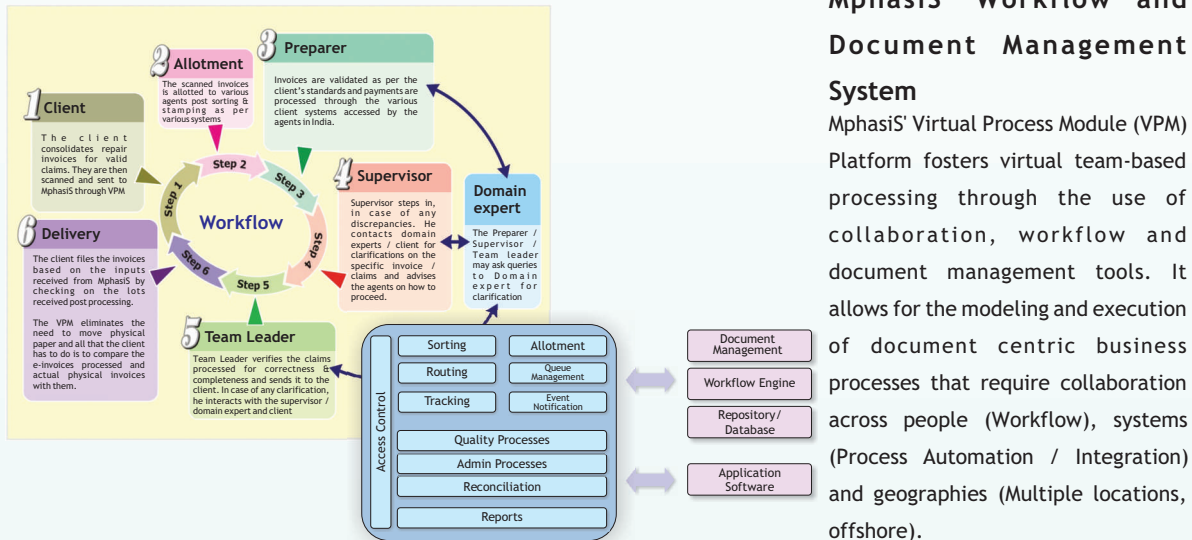 1 Client
The client
consolidates repair
invoices for valid
claims. They are then
scanned and sent to
MphasiS through VPM
2 Allotment
The scanned invoices
is allotted to various
agents post sorting &
stamping as per
various systems
3 Preparer
Invoices are validated as per the
client's standards and payments are
processed through the various
client systems accessed by the
agents in India.
4 Supervisor
Supervisor steps in,
in case of any
discrepancies. He
contacts domain
experts / client for
clarifications on the
specific invoice /
claims and advises
the agents on how to
proceed.
Domain
expert
The Preparer /
Supervisor /
Team leader
may ask queries
to Domain
expert for
clarification
5 Team Leader
Team Leader verifies the claims
processed for correctness &
completeness and sends it to the
client. In case of any clarification,
he interacts with the supervisor /
domain expert and client
6 Delivery
The client files the invoices
based on the inputs
received from MphasiS by
checking on the lots
received post processing.
The VPM eliminates the
need to move physical
paper and all that the client
has to do is to compare the
e-invoices processed and
actual physical invoices
with them.
Workflow
Step 1
Step 2
Step 3
Step 4
Step 5
Step 6
Access Control
Sorting
Allotment
Routing
Queue
Management
Tracking
Event
Notification
Quality Processes
Admin Processes
Reconciliation
Reports
Document
Management
Workflow Engine
Repository/
Database
Application
Software
MphasiS Workflow and
Document Management
System
MphasiS' Virtual Process Module (VPM)
Platform fosters virtual team-based
processing through the use of
collaboration, workflow and
document management tools. It
allows for the modeling and execution
of document centric business
processes that require collaboration
across people (Workflow), systems
(Process Automation / Integration)
and geographies (Multiple locations,
offshore).